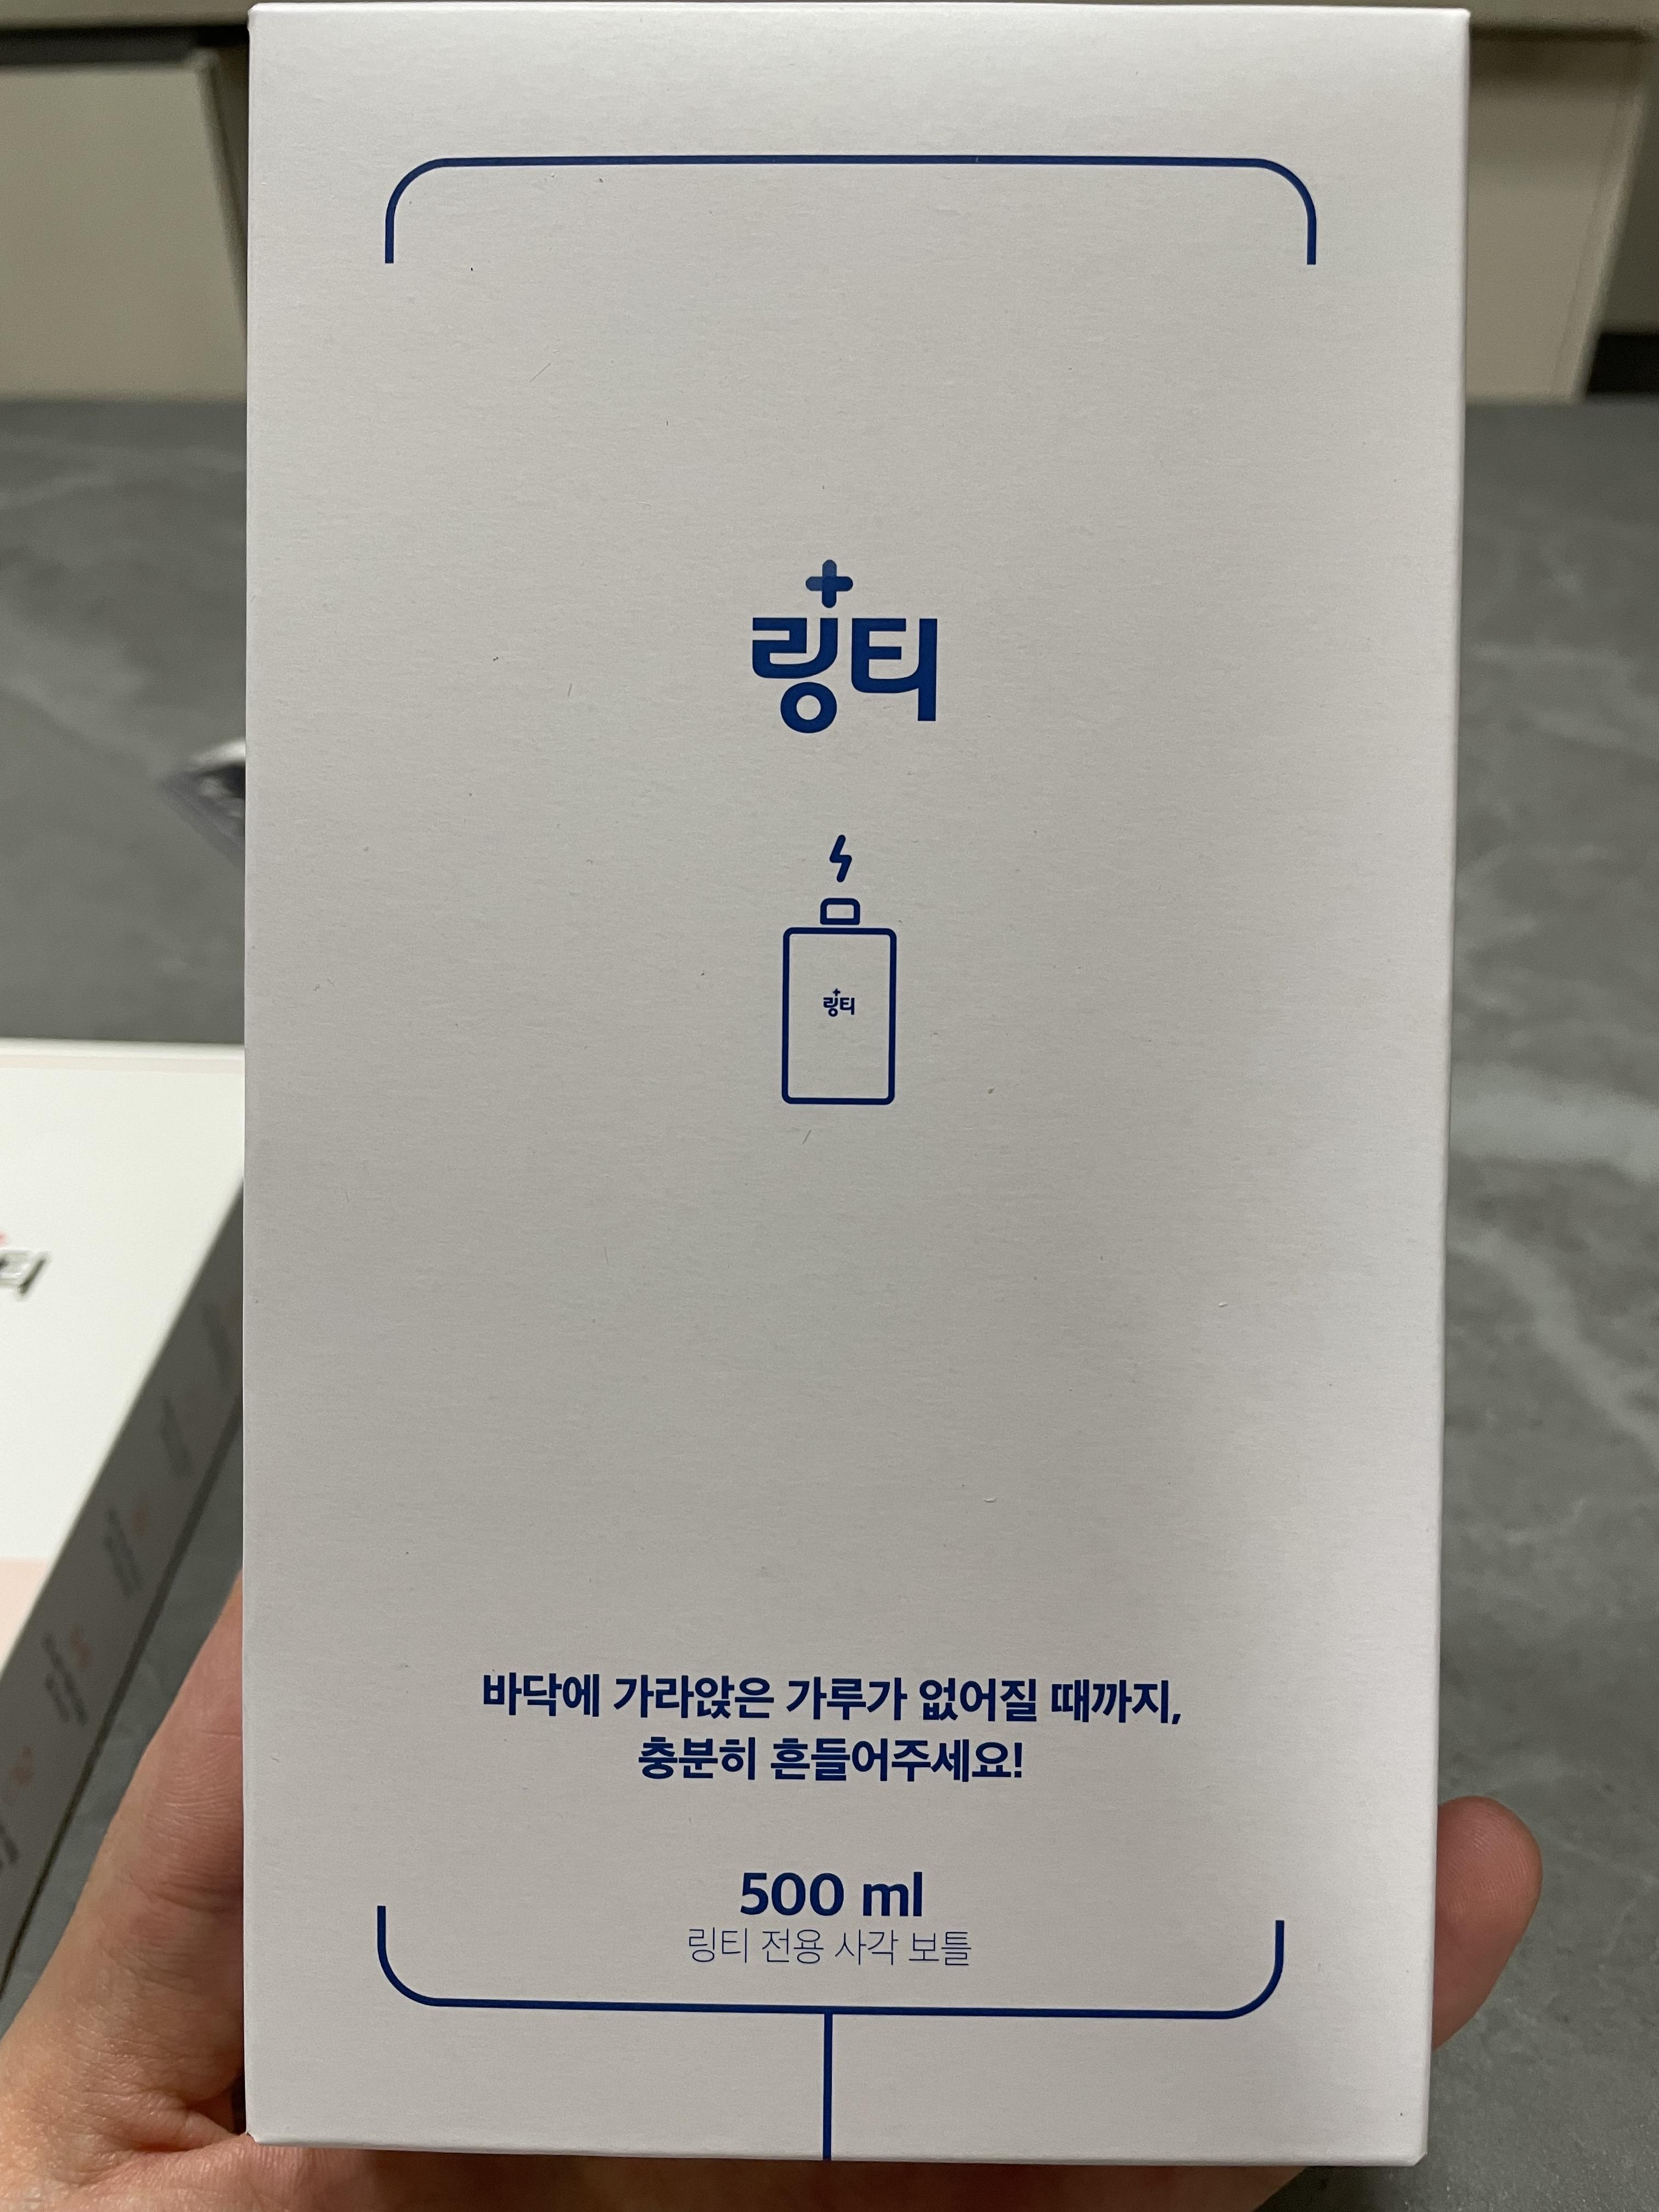 링티
링티
바닥에 가라앉은 가루가 없어질 때까지,
충분히 흔들어주세요!
500 ml
링티 전용 사각 보틀
티